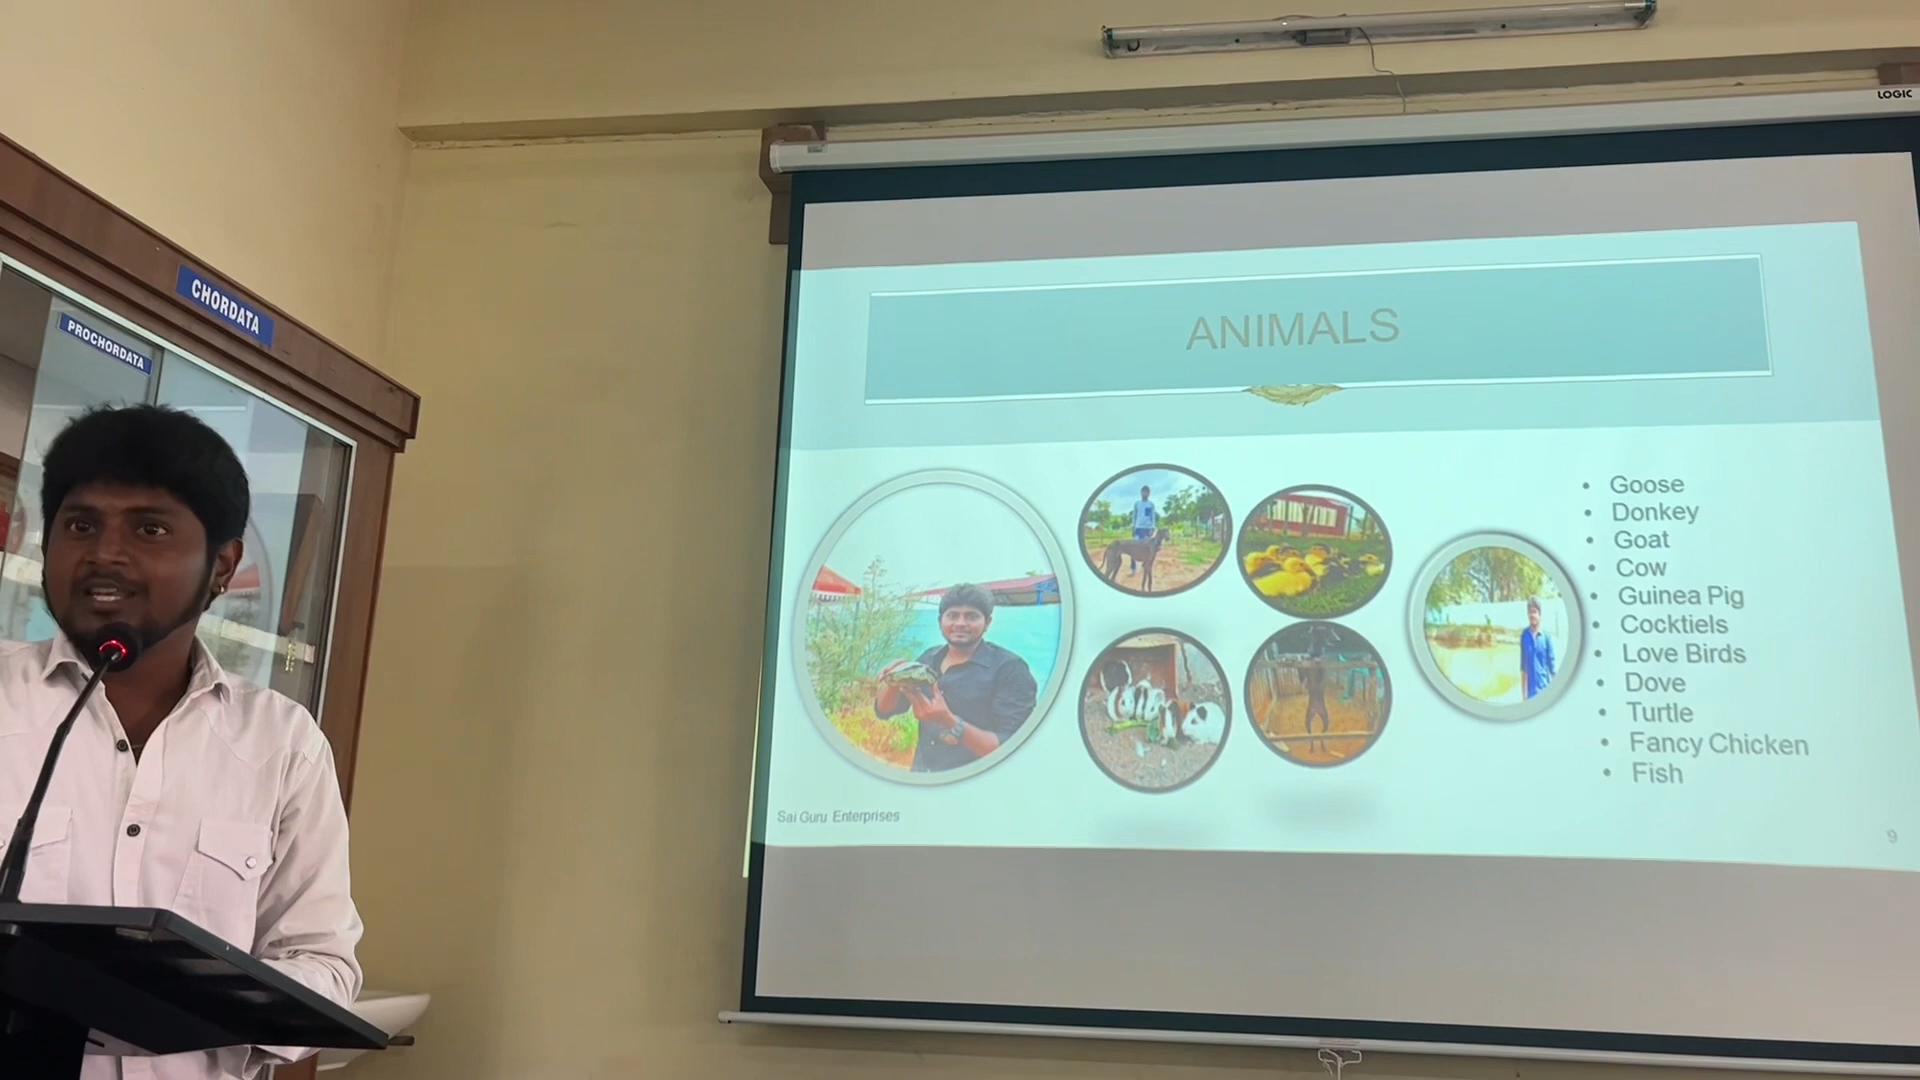 LOGIC
CHORDATA
PROCHORDATA
ANIMALS
• Goose
• Donkey
• Goat
• Cow
• Guinea Pig
• Cocktiels
• Love Birds
• Dove
• Turtle
• Fancy Chicken
• Fish
Sai Guru Enterprises
9